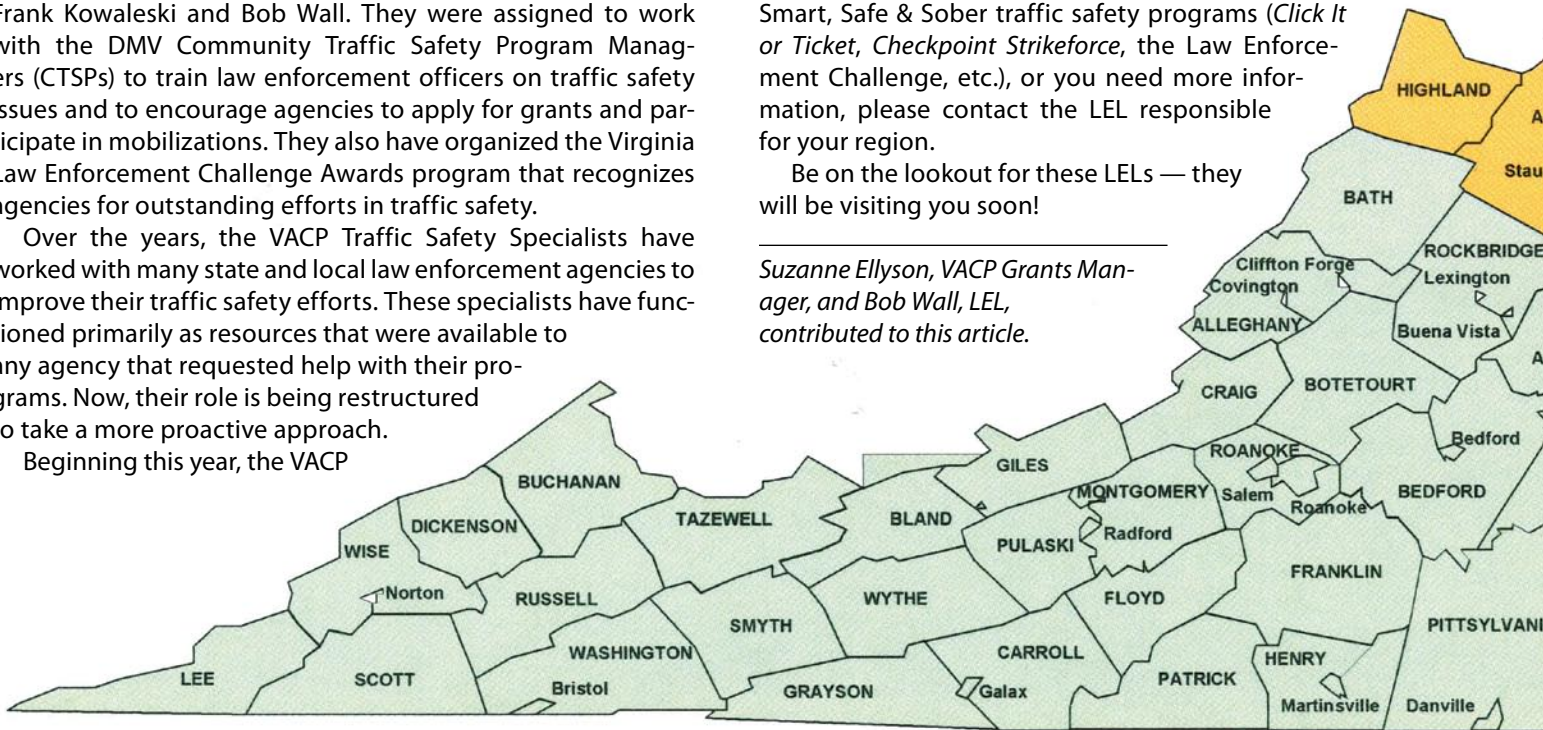 Frank Kowaleski and Bob Wall. They were assigned to work
with the DMV Community Traffic Safety Program Manag-
ers (CTSPs) to train law enforcement officers on traffic safety
issues and to encourage agencies to apply for grants and par-
ticipate in mobilizations. They also have organized the Virginia
Law Enforcement Challenge Awards program that recognizes
agencies for outstanding efforts in traffic safety.
Over the years, the VACP Traffic Safety Specialists have
worked with many state and local law enforcement agencies to
improve their traffic safety efforts. These specialists have func-
tioned primarily as resources that were available to
any agency that requested help with their pro-
grams. Now, their role is being restructured
to take a more proactive approach.
Beginning this year, the VACP
Smart, Safe & Sober traffic safety programs (Click It
or Ticket, Checkpoint Strikeforce, the Law Enforce-
ment Challenge, etc.), or you need more infor-
mation, please contact the LEL responsible
for your region.
Be on the lookout for these LELs — they
will be visiting you soon!
Suzanne Ellyson, VACP Grants Man-
ager, and Bob Wall, LEL,
contributed to this article.
HIGHLAND
A
Stau
BATH
ROCKBRIDGE
Cliffton Forge
Lexington
Covington
ALLEGHANY
Buena Vista
A
CRAIG
BOTETOURT
Bedford
ROANOKE
GILES
BUCHANAN
MONTGOMERY
Salem
BEDFORD
Roanoke
DICKENSON
TAZEWELL
BLAND
Radford
WISE
PULASKI
FRANKLIN
Norton
RUSSELL
WYTHE
FLOYD
SMYTH
PITTSYLVANI
WASHINGTON
CARROLL
HENRY
LEE
SCOTT
Bristol
GRAYSON
Galax
PATRICK
Martinsville
Danville